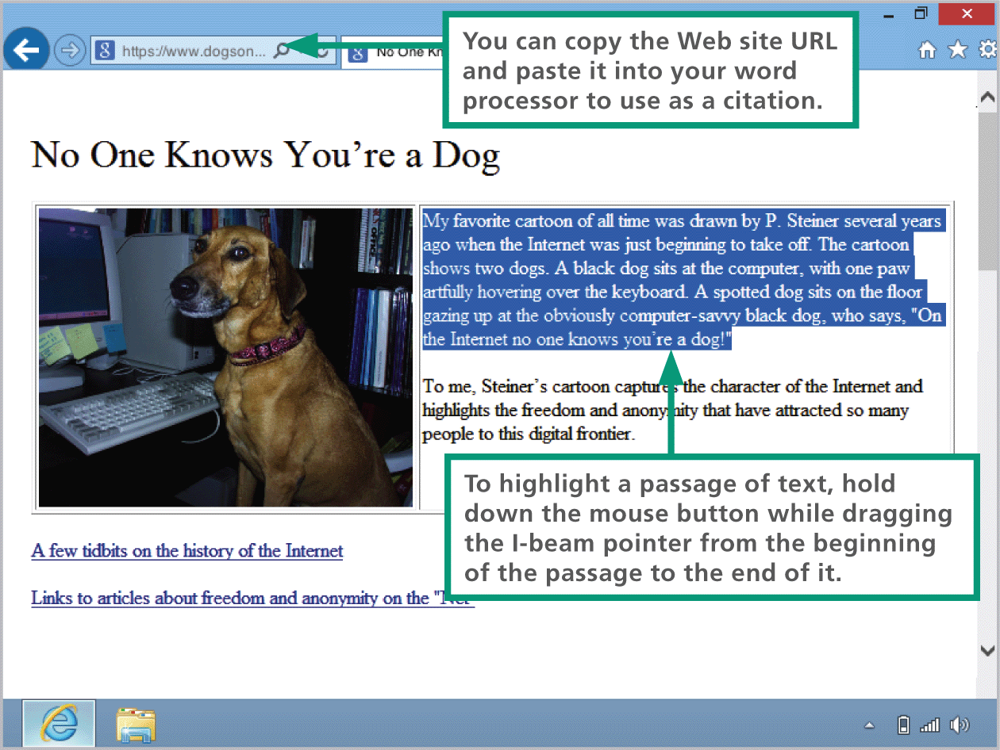 https://www.dogson...
No One Kn
You can copy the Web site URL
and paste it into your word
processor to use as a citation.
No One Knows You're a Dog
My favorite cartoon of all time was drawn by P. Steiner several years
ago when the Internet was just beginning to take off. The cartoon
shows two dogs. A black dog sits at the computer, with one paw
artfully hovering over the keyboard. A spotted dog sits on the floor
gazing up at the obviously computer-savvy black dog, who says, "On
the Internet no one knows you're a dog!"
To me, Steiner's cartoon captures the character of the Internet and
highlights the freedom and anonymity that have attracted so many
people to this digital frontier.
To highlight a passage of text, hold
down the mouse button while dragging
the I-beam pointer from the beginning
of the passage to the end of it.
A few tidbits on the history of the Internet
Links to articles about freedom and anonymity on the "Net"